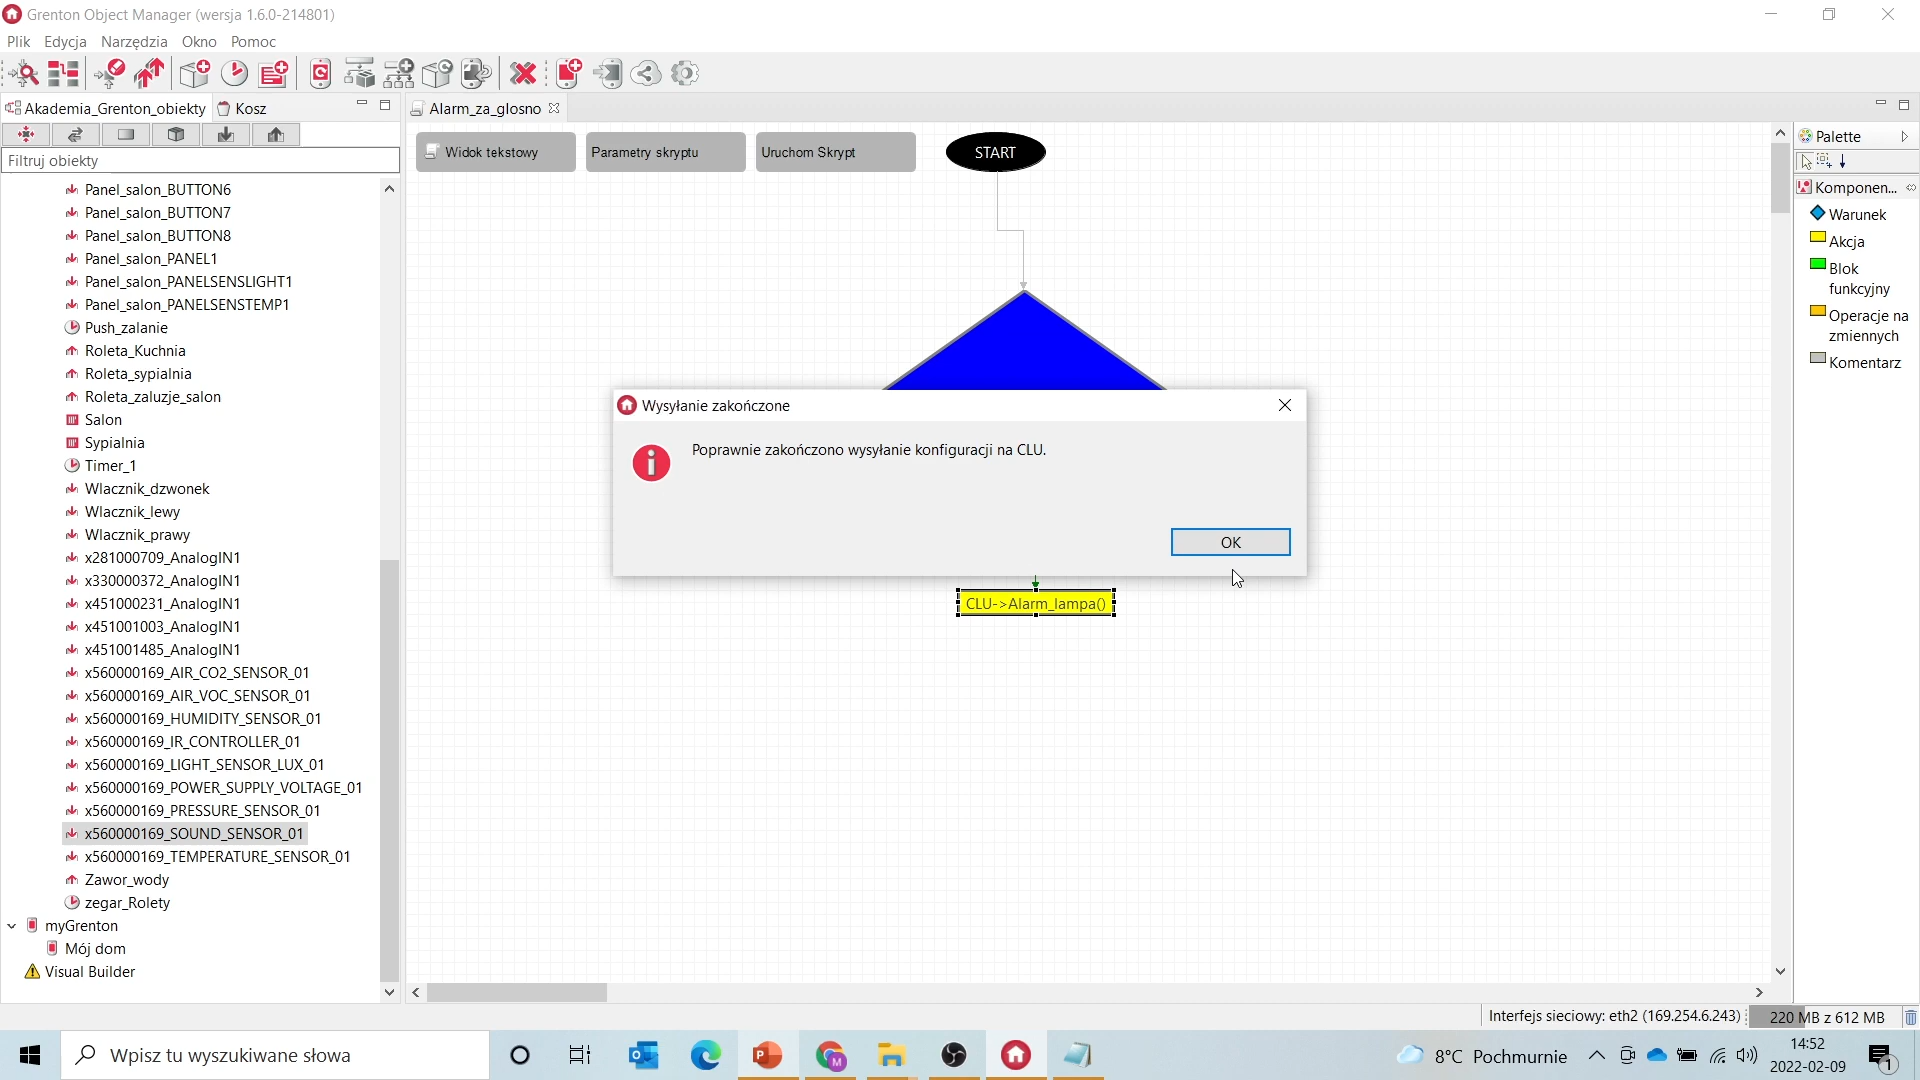 Grenton Object Manager (wersja 1.6.0-214801)
Plik Edycja Narzędzia Okno Pomoc
Akademia_Grenton_obiekty
Kosz
Filtruj obiekty
Panel_salon_BUTTON6
Panel_salon_BUTTON7
Panel_salon_BUTTON8
Panel_salon_PANEL1
Panel_salon_PANELSENSLIGHT1
Panel_salon_PANELSENSTEMP1
Push_zalanie
Roleta_Kuchnia
Roleta_sypialnia
Roleta_zaluzje_salon
Salon
Sypialnia
Timer_1
Wlacznik_dzwonek
Wlacznik_lewy
Wlacznik_prawy
x281000709_AnalogIN1
x330000372_AnalogIN1
x451000231_AnalogIN1
x451001003_AnalogIN1
x451001485_AnalogIN1
x560000169_AIR_CO2_SENSOR_01
x560000169_AIR_VOC_SENSOR_01
x560000169_HUMIDITY_SENSOR_01
x560000169_IR_CONTROLLER_01
x560000169_LIGHT_SENSOR_LUX_01
x560000169_POWER_SUPPLY_VOLTAGE_01
x560000169_PRESSURE_SENSOR_01
x560000169_SOUND_SENSOR_01
x560000169_TEMPERATURE_SENSOR_01
Zawor_wody
zegar_Rolety
myGrenton
Mój dom
Visual Builder
Alarm_za_glosno
Widok tekstowy
Parametry skryptu
Uruchom Skrypt
START
Wysyłanie zakończone
Poprawnie zakończono wysyłanie konfiguracji na CLU.
OK
CLU->Alarm_lampa()
Palette
Komponen...
Warunek
Akcja
Blok
funkcyjny
Operacje na
zmiennych
Komentarz
Interfejs sieciowy: eth2 (169.254.6.243)
220 MB z 612 MB
Wpisz tu wyszukiwane słowa
8°C Pochmurnie
14:52
2022-02-09
1